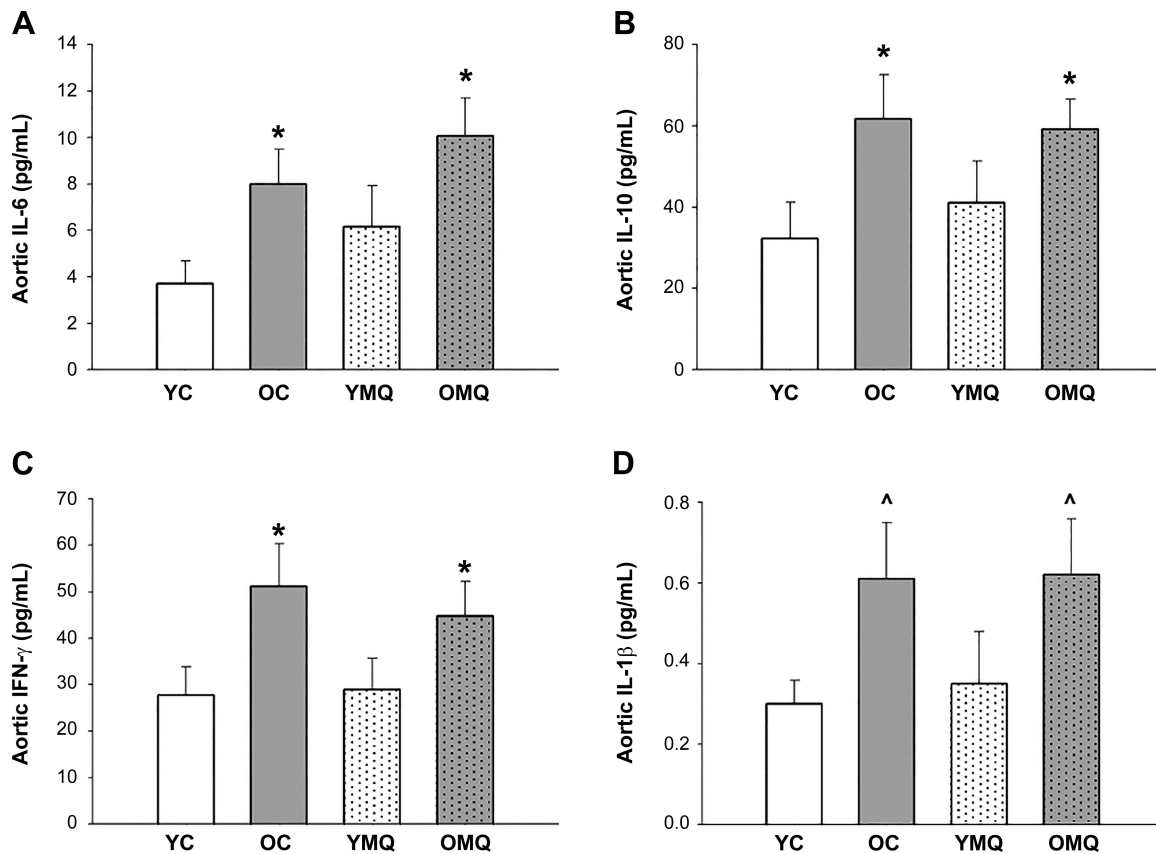 A
Aortic IL-6 (pg/mL)
14
12
10
8
6
4
2
0
*
*
YC OC YMQ OMQ
B
Aortic IL-10 (pg/mL)
80
60
40
20
0
*
*
YC OC YMQ OMQ
C
Aortic IFN-γ (pg/mL)
70
60
50
40
30
20
10
0
*
*
YC OC YMQ OMQ
D
Aortic IL-1β (pg/mL)
0.8
0.6
0.4
0.2
0.0
^
^
YC OC YMQ OMQ